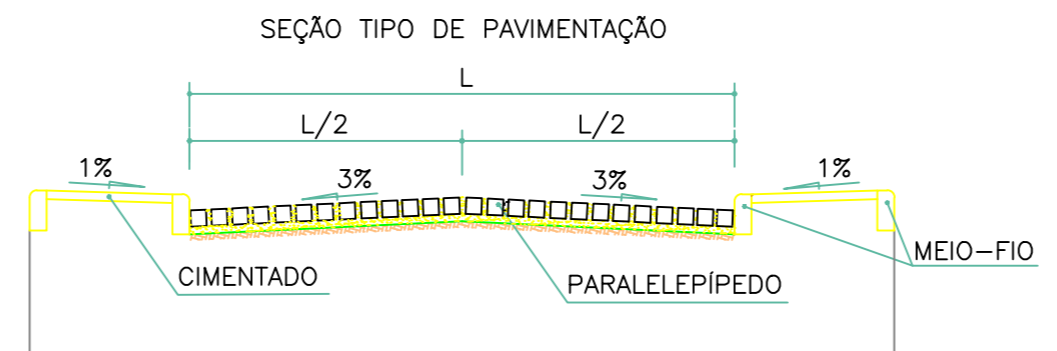 SEÇÃO TIPO DE PAVIMENTAÇÃO
L
L/2 L/2
1% 3% 3% 1%
CIMENTADO
PARALELEPÍPEDO
MEIO-FIO